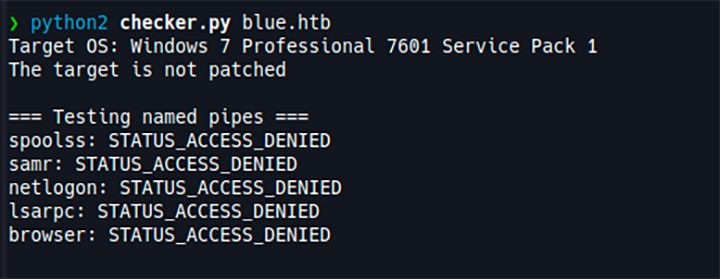 ❯ python2 checker.py blue.htb
Target OS: Windows 7 Professional 7601 Service Pack 1
The target is not patched

=== Testing named pipes ===
spoolss: STATUS_ACCESS_DENIED
samr: STATUS_ACCESS_DENIED
netlogon: STATUS_ACCESS_DENIED
lsarpc: STATUS_ACCESS_DENIED
browser: STATUS_ACCESS_DENIED